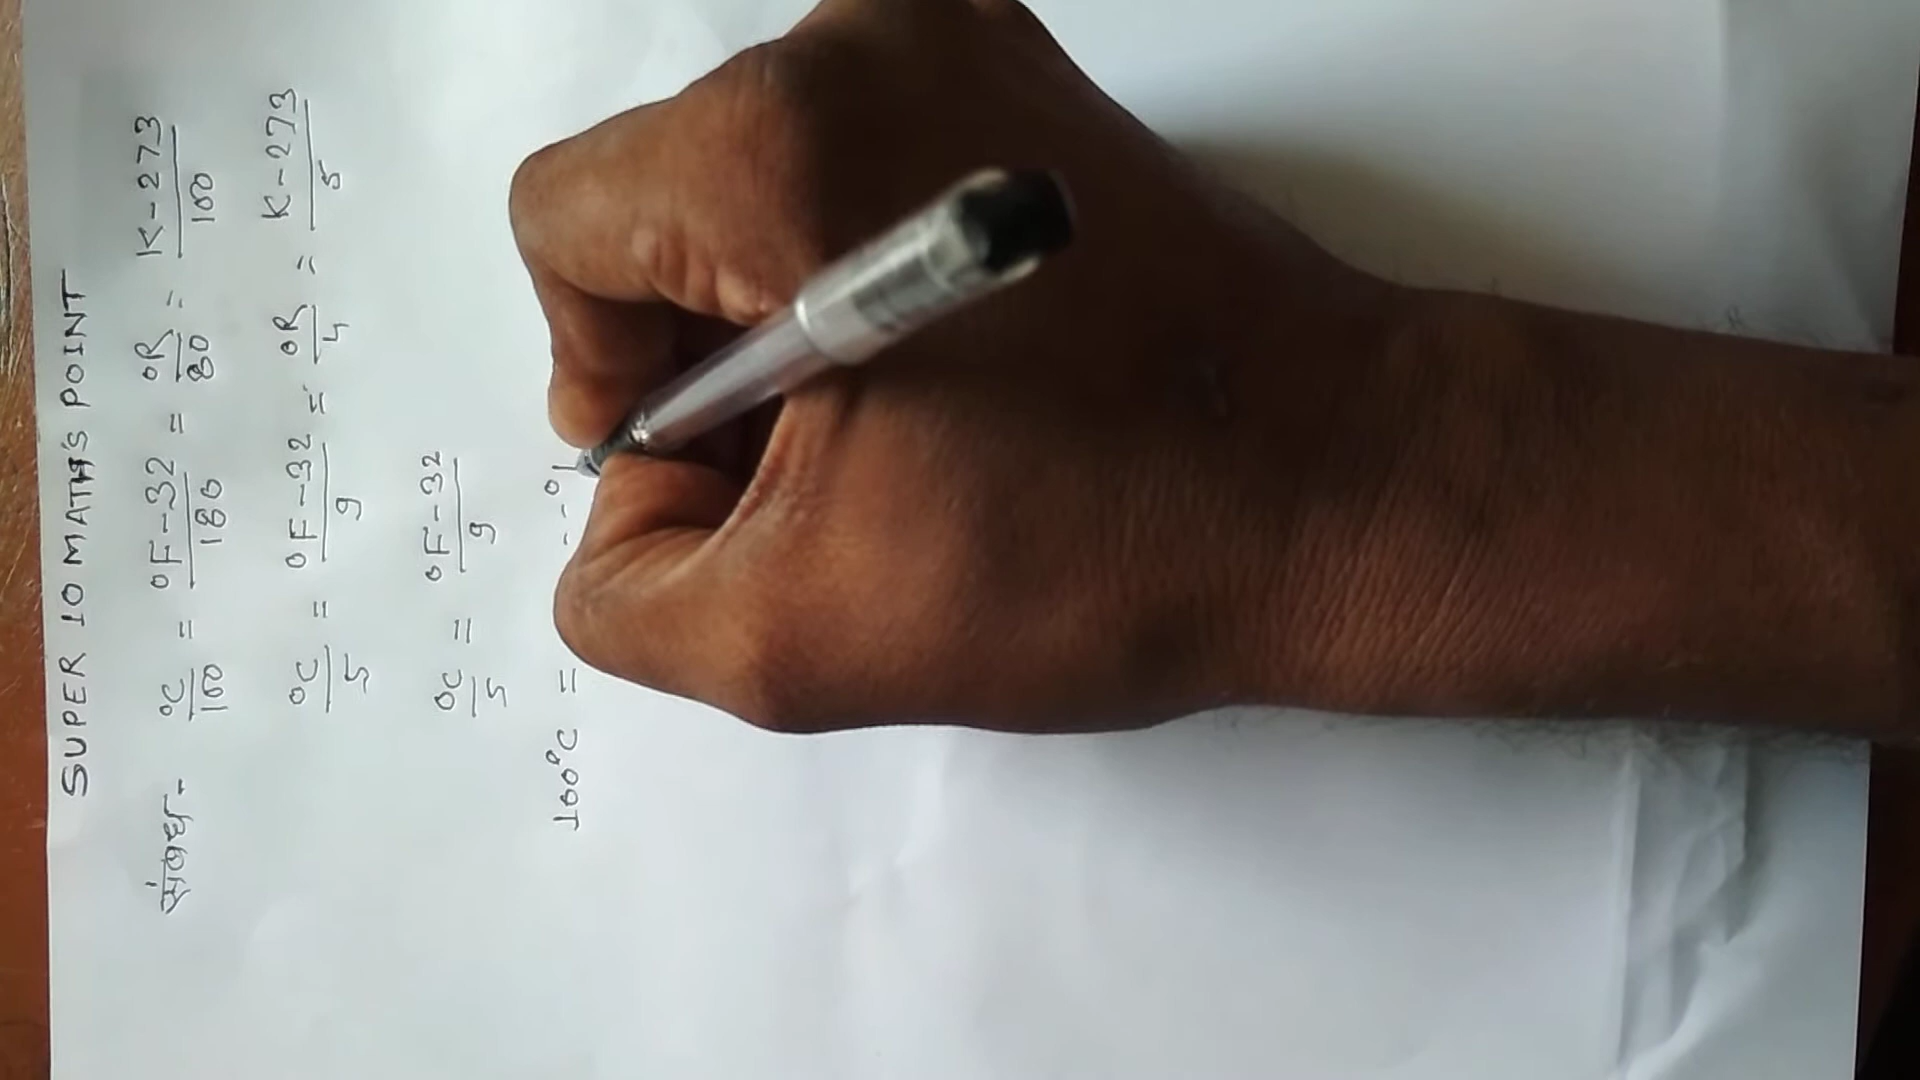 SUPER 10 MATH'S POINT
संबंध - °C/100 = °F-32/180 = °R/80 = K-273/100
°C/5 = °F-32/9 = °R/4 = K-273/5
°C/5 = °F-32/9
100°C = --°